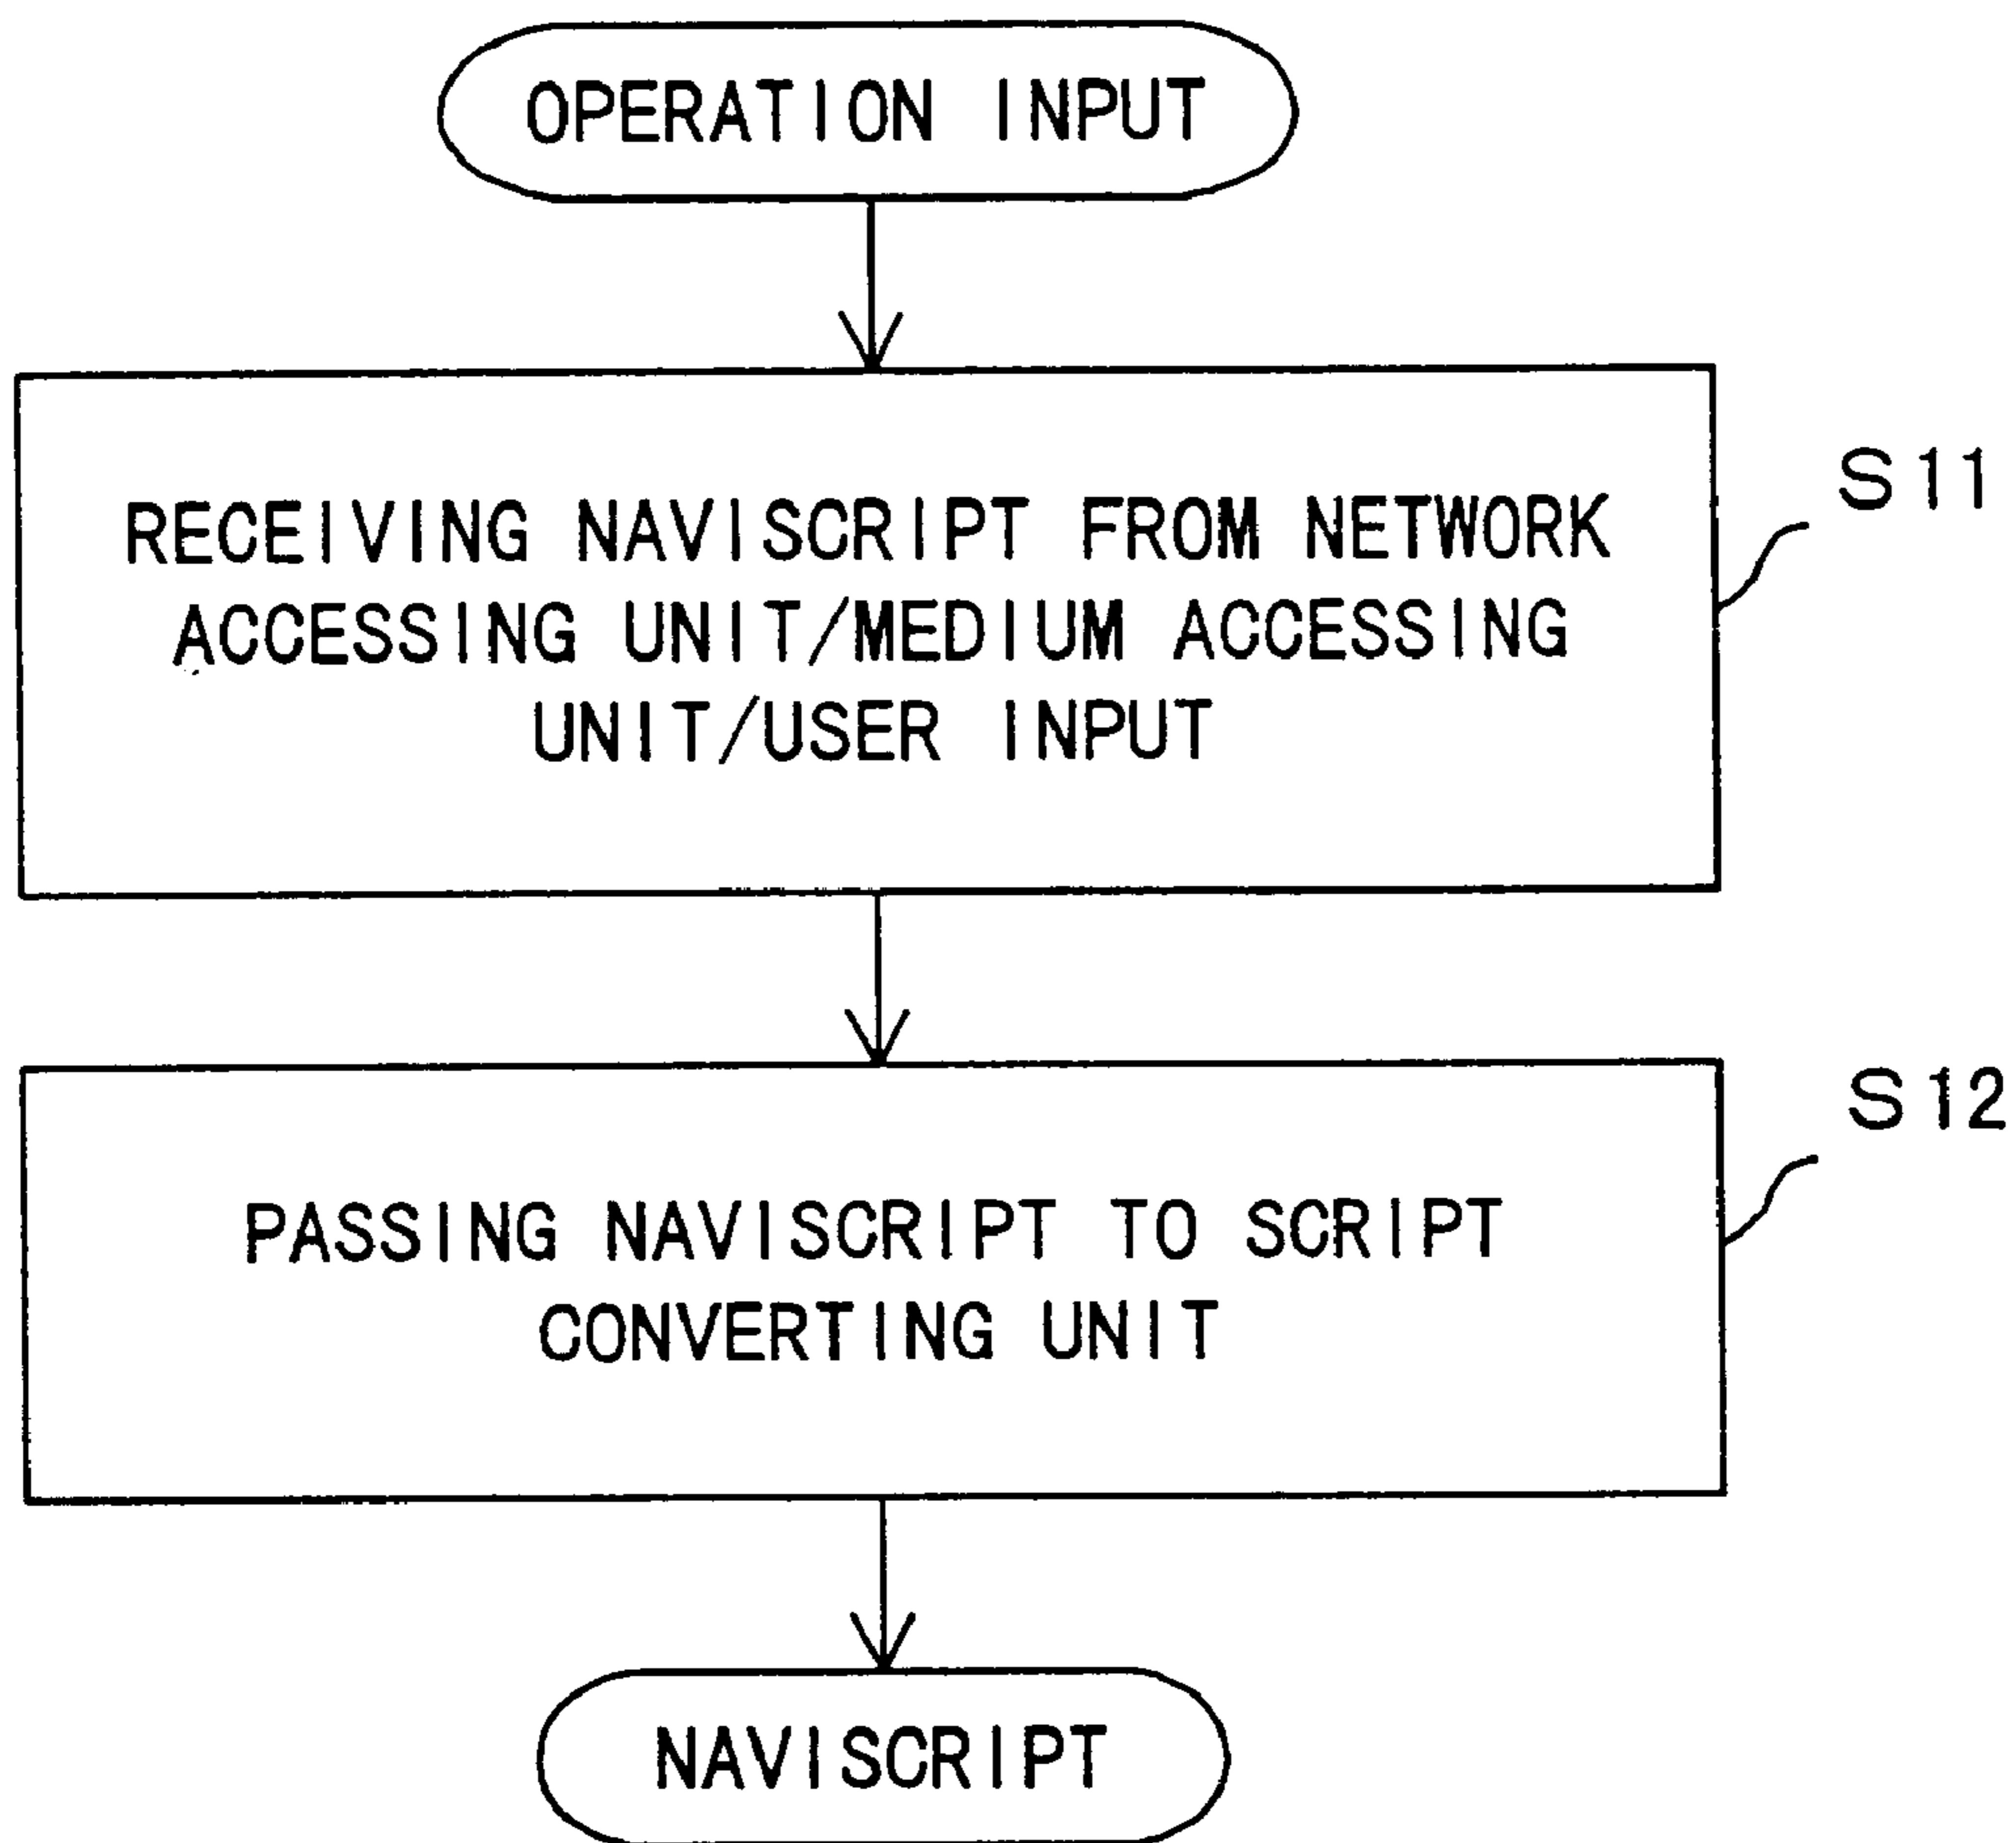 OPERATION INPUT
RECEIVING NAVISCRIPT FROM NETWORK
ACCESSING UNIT/MEDIUM ACCESSING
UNIT/USER INPUT
S11
PASSING NAVISCRIPT TO SCRIPT
CONVERTING UNIT
S12
NAVISCRIPT